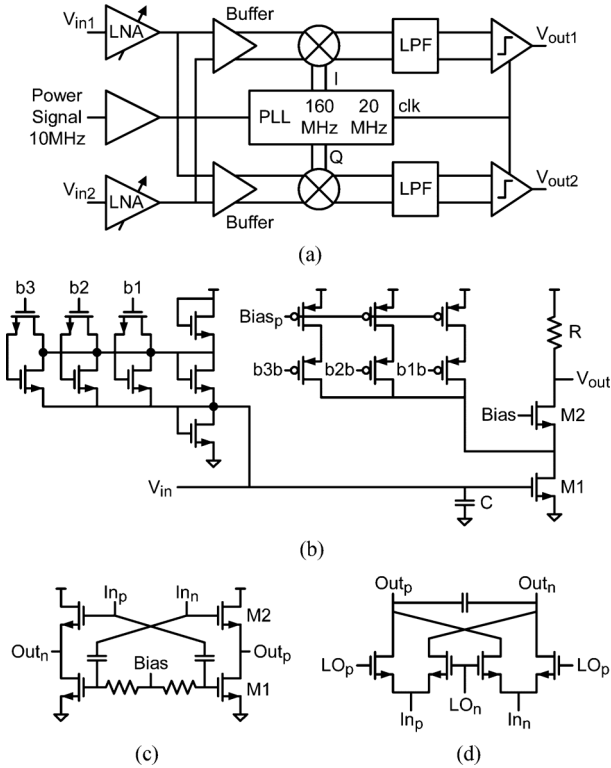 Vin1
LNA
Buffer
LPF
Vout1
I
Power
Signal
10MHz
PLL
160
MHz
20
MHz
clk
Q
Vin2
LNA
Buffer
LPF
Vout2
(a)
b3
b2
b1
Biasp
b3b
b2b
b1b
R
Vout
Bias
M2
Vin
C
M1
(b)
Inp
Inn
M2
Outn
Bias
Outp
M1
(c)
Outp
Outn
LOp
LOn
LOp
Inp
Inn
(d)